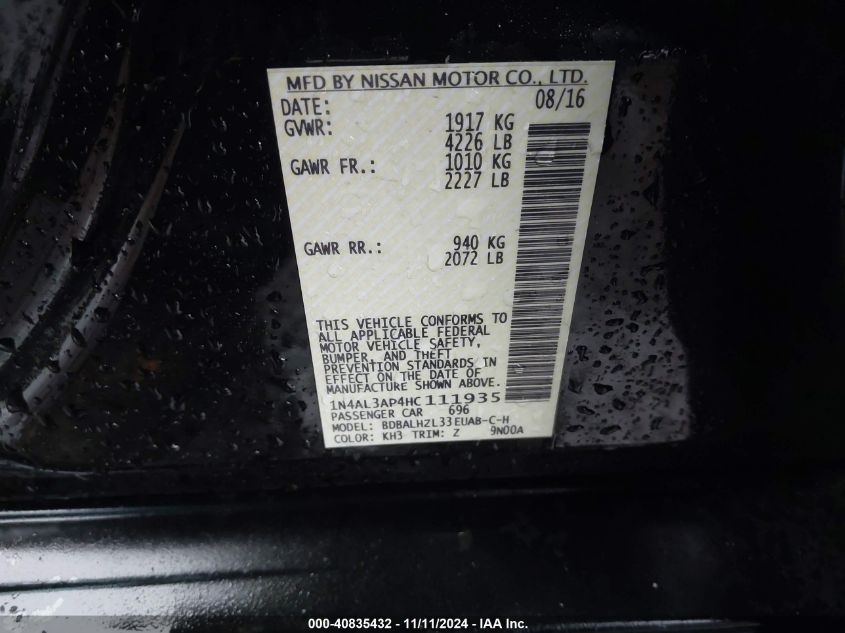 MFD BY NISSAN MOTOR CO., LTD.
DATE: 08/16
GVWR: 1917 KG
4226 LB
GAWR FR.: 1010 KG
2227 LB
GAWR RR.: 940 KG
2072 LB
THIS VEHICLE CONFORMS TO
ALL APPLICABLE FEDERAL
MOTOR VEHICLE SAFETY,
BUMPER, AND THEFT
PREVENTION STANDARDS IN
EFFECT ON THE DATE OF
MANUFACTURE SHOWN ABOVE.
1N4AL3AP4HC111935
PASSENGER CAR 696
MODEL: BDBALHZL33EUAB-C-H
COLOR: KH3 TRIM: Z 9N00A
000-40835432 - 11/11/2024 - IAA Inc.